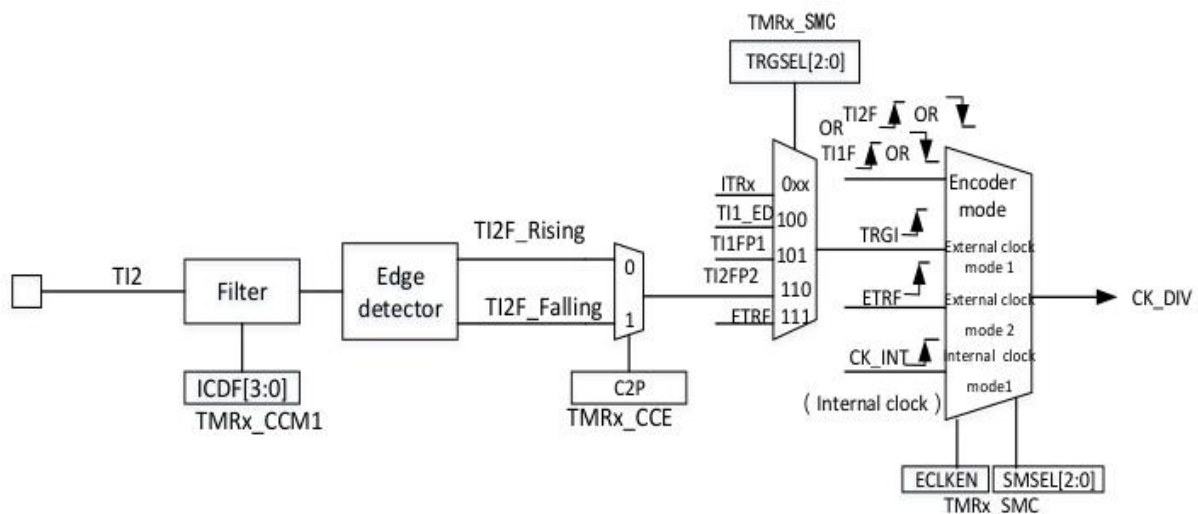 TMRx_SMC
TRGSEL[2:0]
TI2F OR
OR
TI1F OR
ITRx 0xx
TI1_ED 100
TI1FP1 101
TI2FP2 110
ETRF 111
Encoder
mode
TRGI External clock
mode 1
ETRF External clock
mode 2
CK_INT Internal clock
mode1
( Internal clock )
CK_DIV
TI2
Filter
Edge
detector
TI2F_Rising 0
TI2F_Falling 1
ICDF[3:0]
TMRx_CCM1
C2P
TMRx_CCE
ECLKEN SMSEL[2:0]
TMRx_SMC